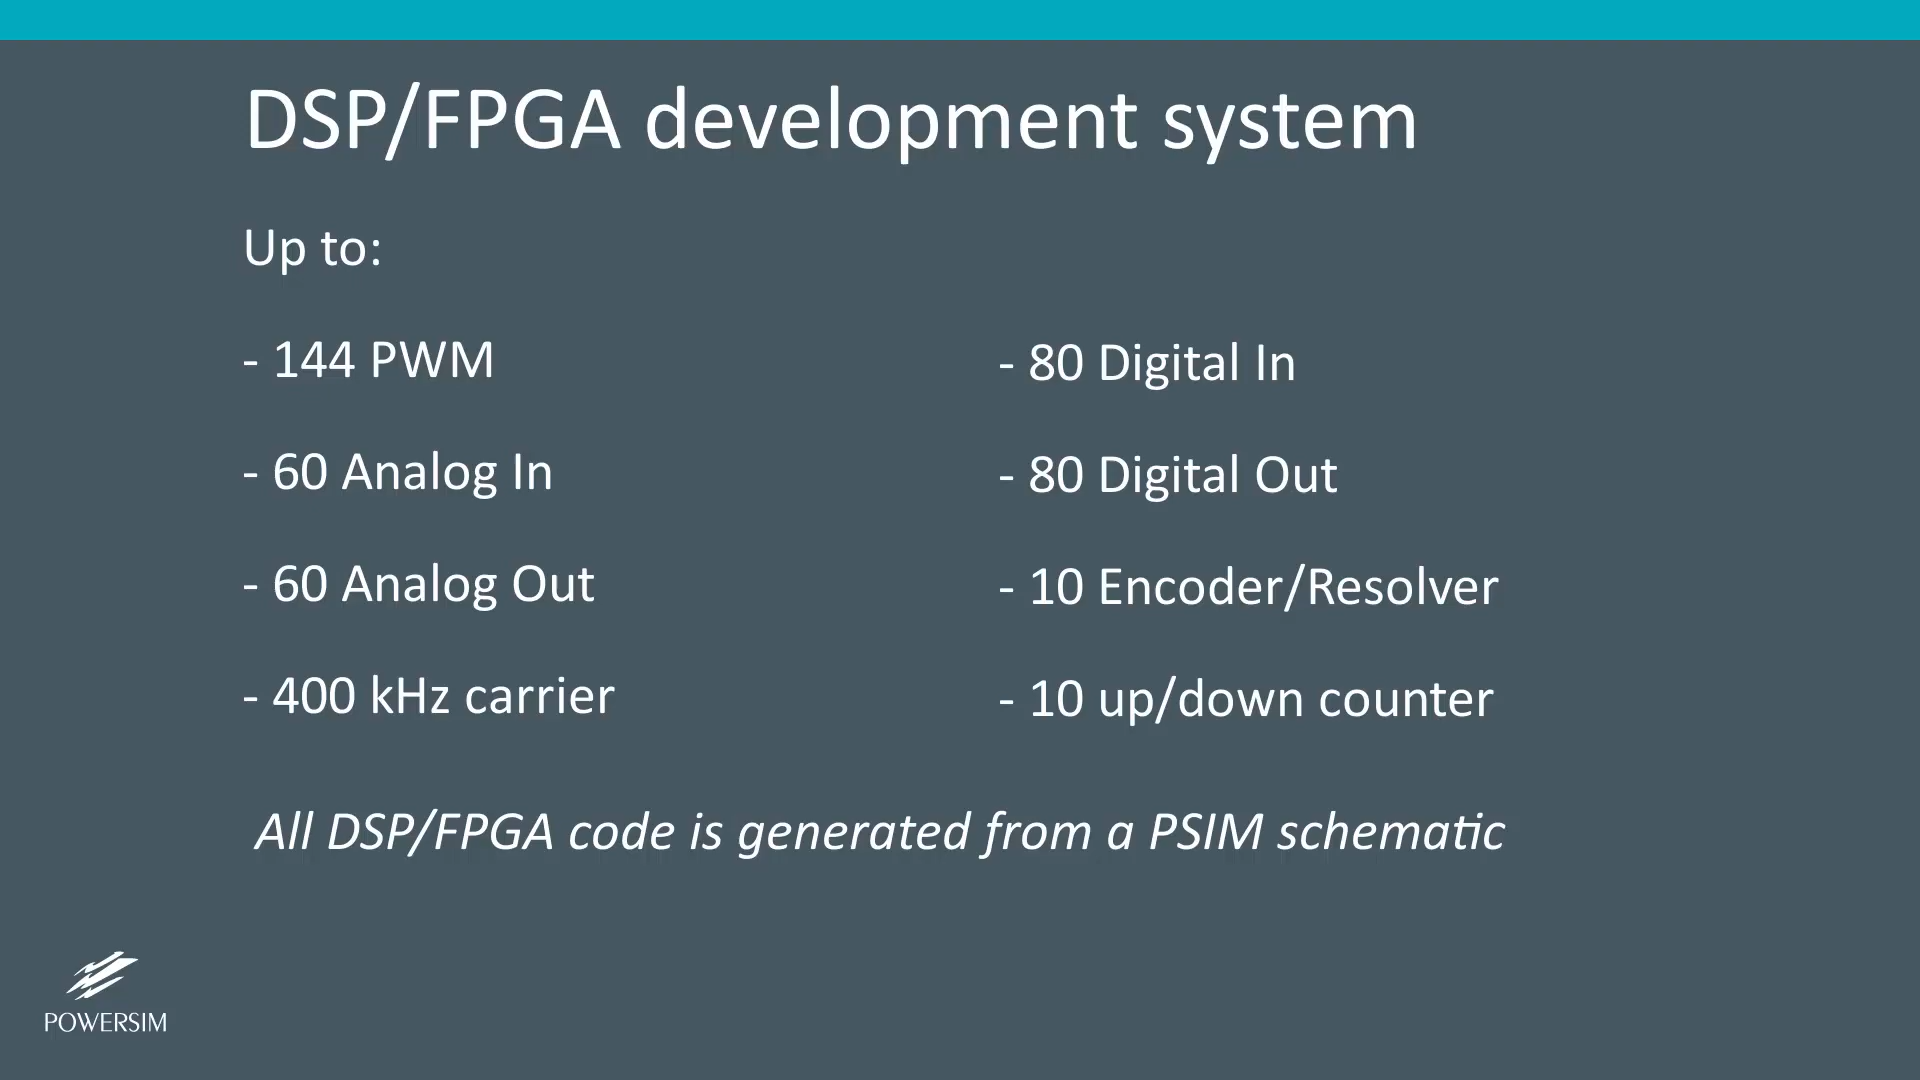 DSP/FPGA development system
Up to:
- 144 PWM
- 60 Analog In
- 60 Analog Out
- 400 kHz carrier
- 80 Digital In
- 80 Digital Out
- 10 Encoder/Resolver
- 10 up/down counter
All DSP/FPGA code is generated from a PSIM schematic
POWERSIM